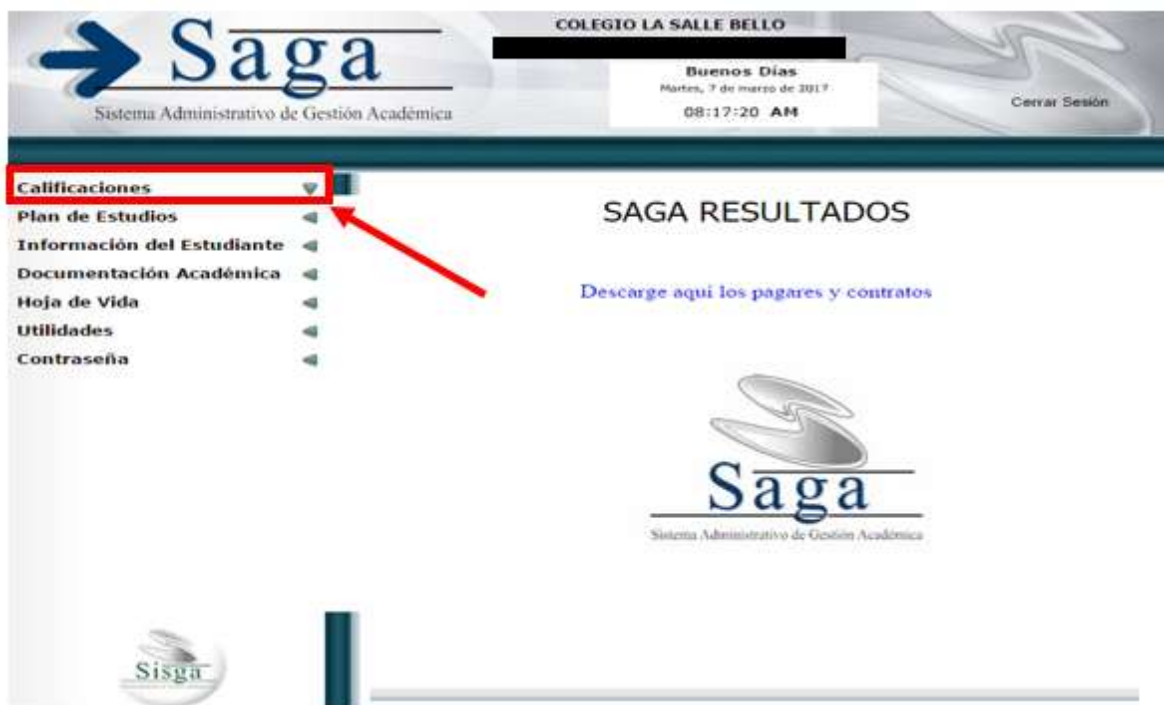 Saga
Sistema Administrativo de Gestión Académica
COLEGIO LA SALLE BELLO
Buenos Días
Martes, 7 de marzo de 2017
08:17:20 AM
Cerrar Sesión
Calificaciones
Plan de Estudios
Información del Estudiante
Documentación Académica
Hoja de Vida
Utilidades
Contraseña
SAGA RESULTADOS
Descarge aquí los pagares y contratos
Saga
Sistema Administrativo de Gestión Académica
Sisga